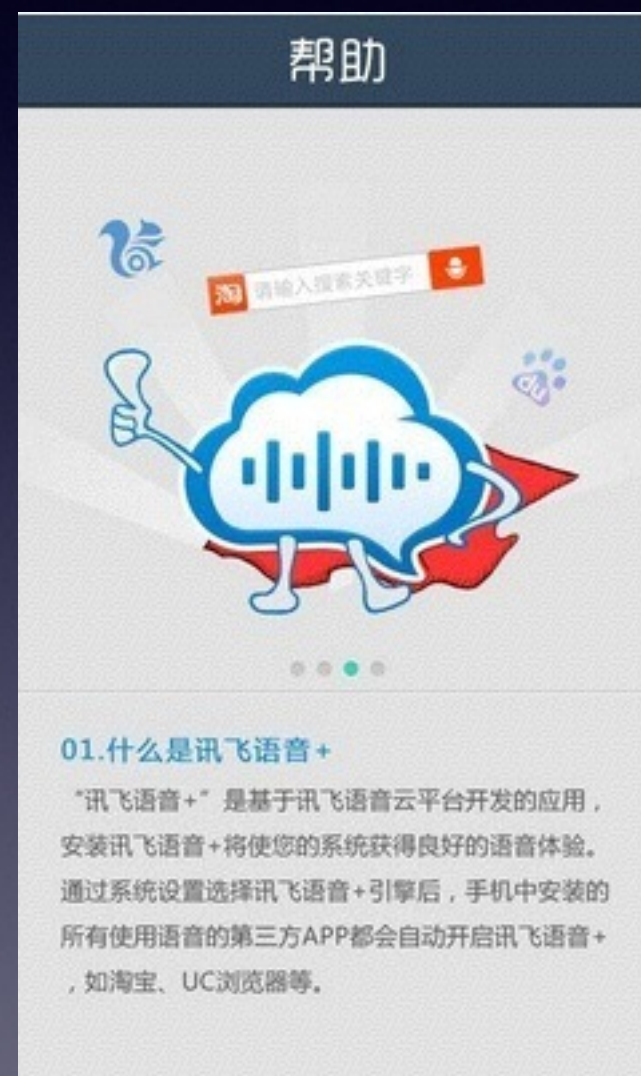 帮助
淘 请输入搜索关键字
du
01.什么是讯飞语音+
“讯飞语音+”是基于讯飞语音云平台开发的应用，
安装讯飞语音+将使您的系统获得良好的语音体验。
通过系统设置选择讯飞语音+引擎后，手机中安装的
所有使用语音的第三方APP都会自动开启讯飞语音+
，如淘宝、UC浏览器等。